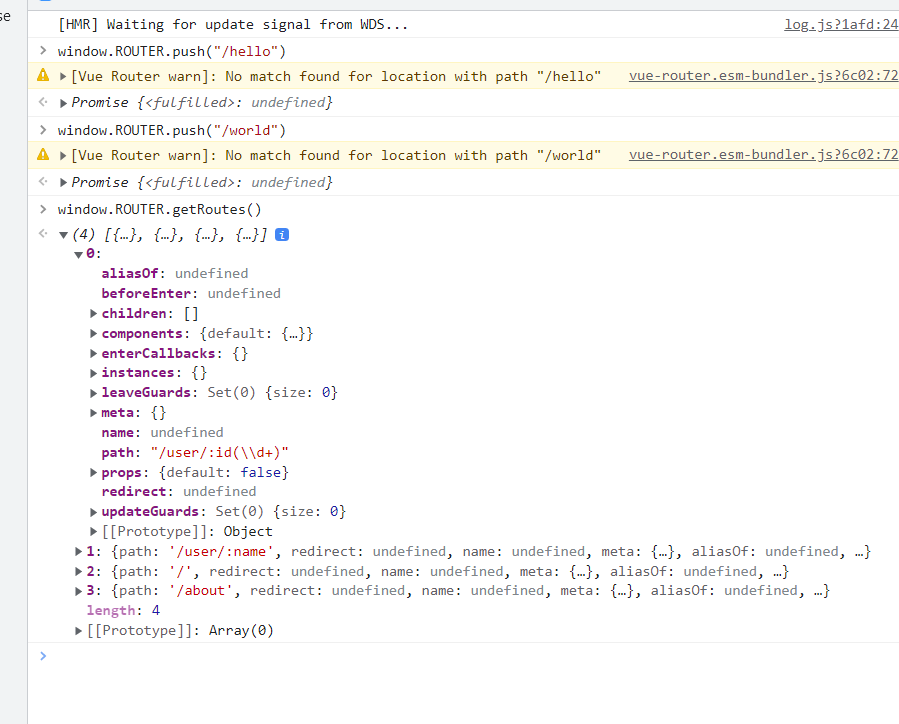 se
[HMR] Waiting for update signal from WDS... log.js?1afd:24
> window.ROUTER.push("/hello")
▶[Vue Router warn]: No match found for location with path "/hello" vue-router.esm-bundler.js?6c02:72
▶Promise {<fulfilled>: undefined}
> window.ROUTER.push("/world")
▶[Vue Router warn]: No match found for location with path "/world" vue-router.esm-bundler.js?6c02:72
▶Promise {<fulfilled>: undefined}
> window.ROUTER.getRoutes()
▼(4) [{…}, {…}, {…}, {…}] i
▼0:
aliasOf: undefined
beforeEnter: undefined
▶children: []
▶components: {default: {…}}
▶enterCallbacks: {}
▶instances: {}
▶leaveGuards: Set(0) {size: 0}
▶meta: {}
name: undefined
path: "/user/:id(\\d+)"
▶props: {default: false}
redirect: undefined
▶updateGuards: Set(0) {size: 0}
▶[[Prototype]]: Object
▶1: {path: '/user/:name', redirect: undefined, name: undefined, meta: {…}, aliasOf: undefined, …}
▶2: {path: '/', redirect: undefined, name: undefined, meta: {…}, aliasOf: undefined, …}
▶3: {path: '/about', redirect: undefined, name: undefined, meta: {…}, aliasOf: undefined, …}
length: 4
▶[[Prototype]]: Array(0)
>